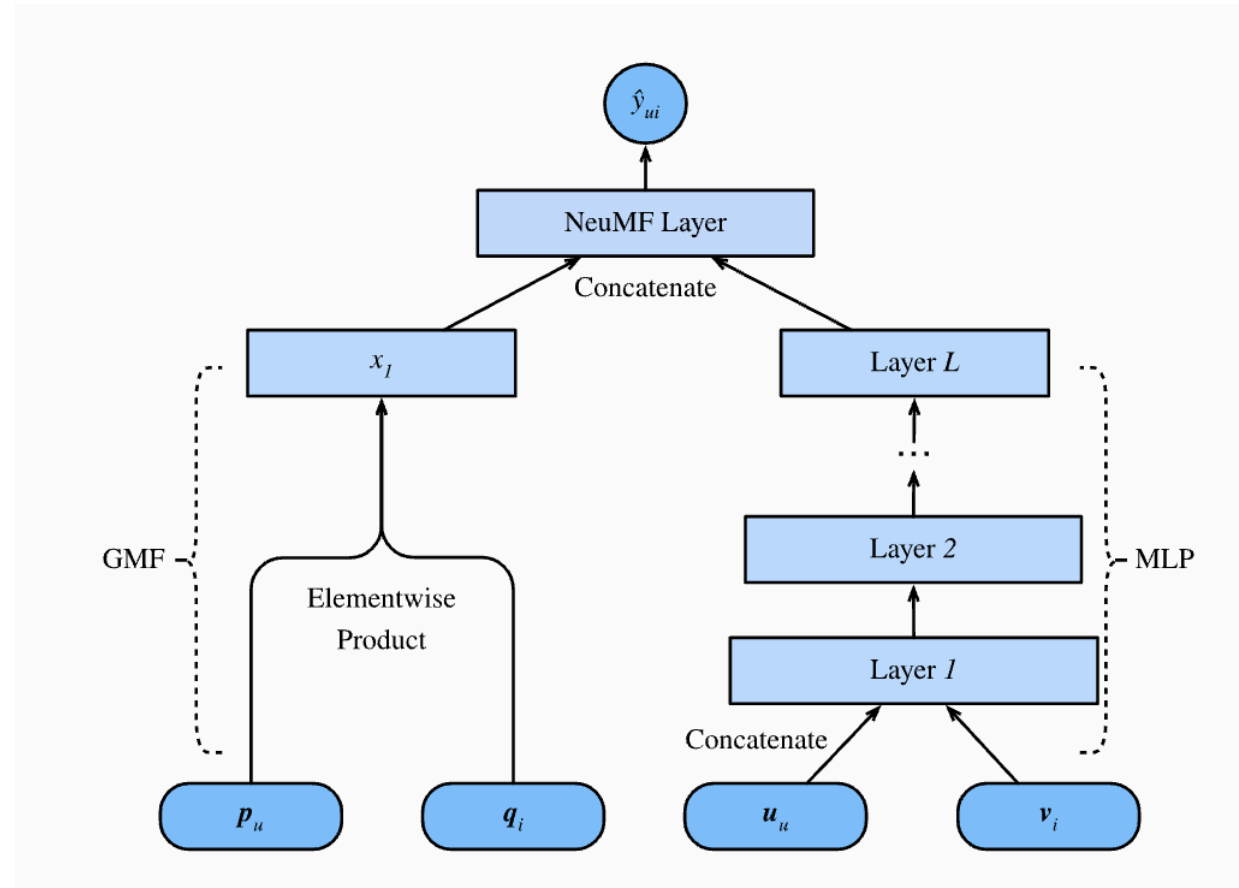 ŷui
NeuMF Layer
Concatenate
x1
Layer L
...
Layer 2
GMF
MLP
Elementwise
Product
Layer 1
Concatenate
pu
qi
uu
vi